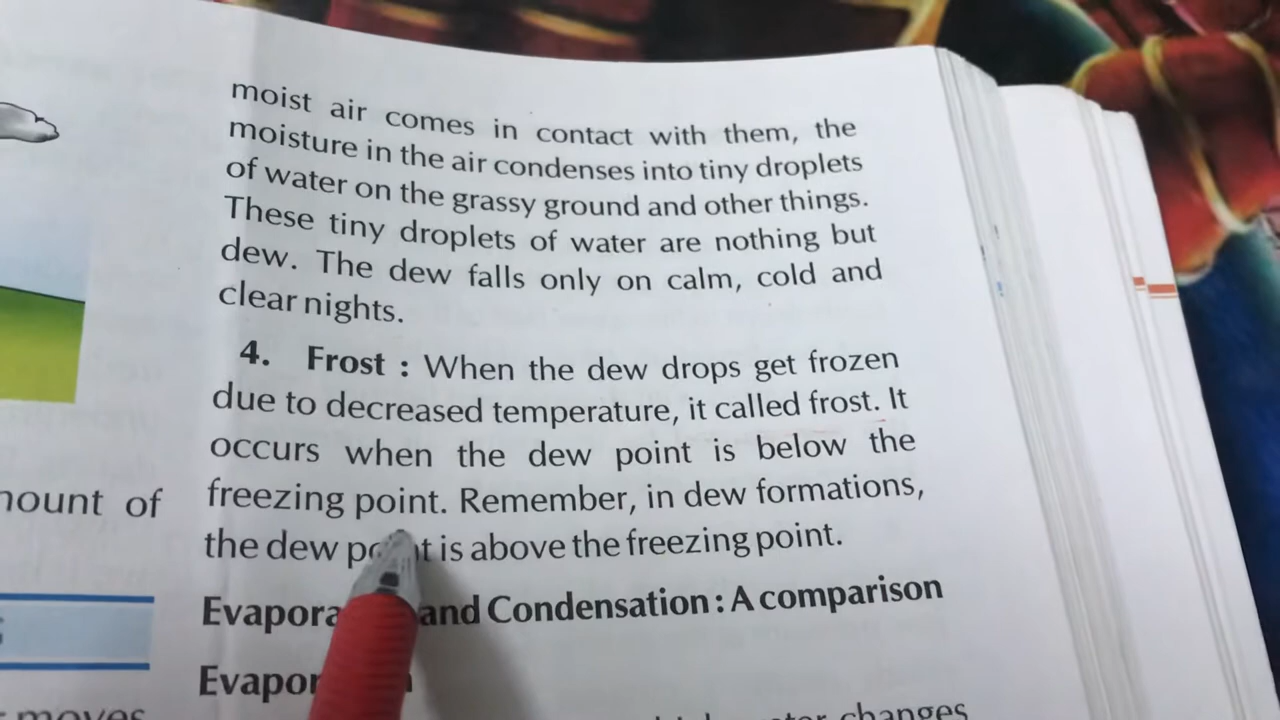 moist air comes in contact with them, the
moisture in the air condenses into tiny droplets
of water on the grassy ground and other things.
These tiny droplets of water are nothing but
dew. The dew falls only on calm, cold and
clear nights.
4. Frost : When the dew drops get frozen
due to decreased temperature, it called frost. It
occurs when the dew point is below the
freezing point. Remember, in dew formations,
the dew point is above the freezing point.
Evapora and Condensation : A comparison
Evapor
changes
mount of
moves